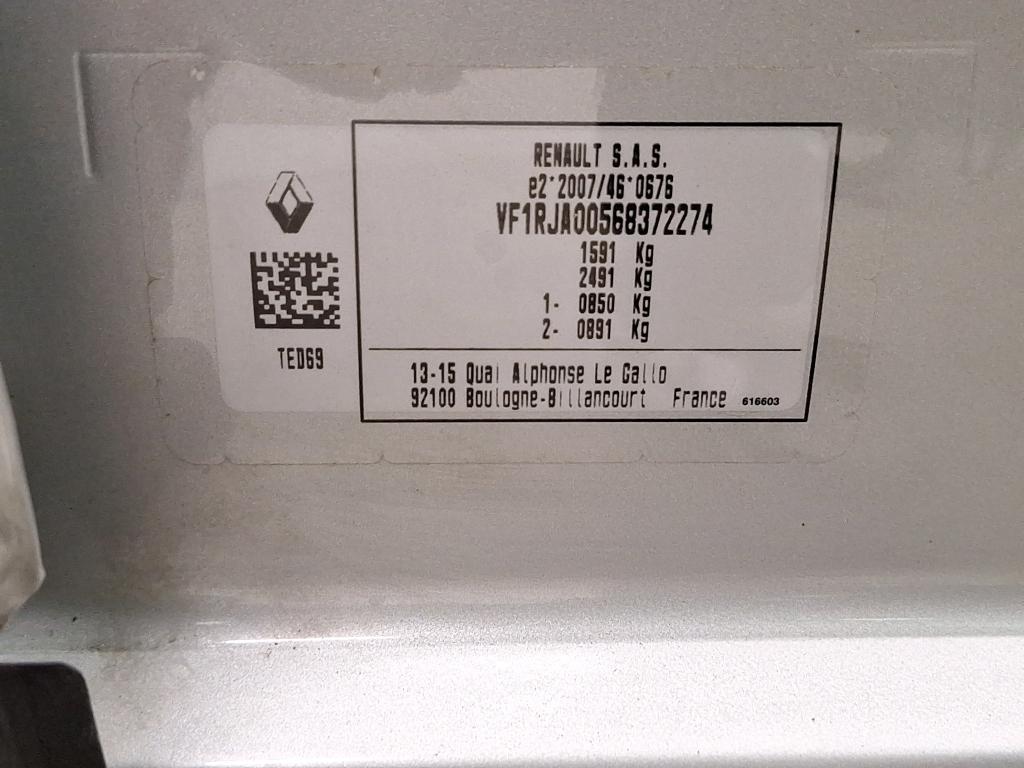 RENAULT S.A.S.
e2*2007/46*0676
VF1RJA00568372274
1591 Kg
2491 Kg
1- 0850 Kg
2- 0891 Kg
TED69
13-15 Quai Alphonse Le Gallo
92100 Boulogne-Billancourt France 616603